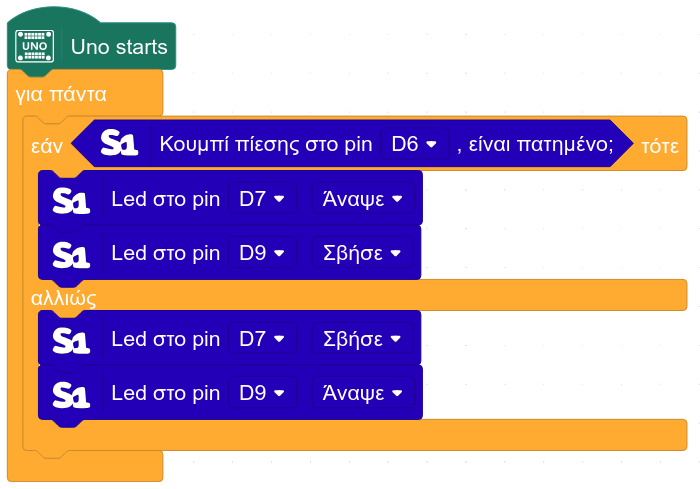 UNO Uno starts
για πάντα
εάν S1 Κουμπί πίεσης στο pin D6 , είναι πατημένο; τότε
S1 Led στο pin D7 Άναψε
S1 Led στο pin D9 Σβήσε
αλλιώς
S1 Led στο pin D7 Σβήσε
S1 Led στο pin D9 Άναψε